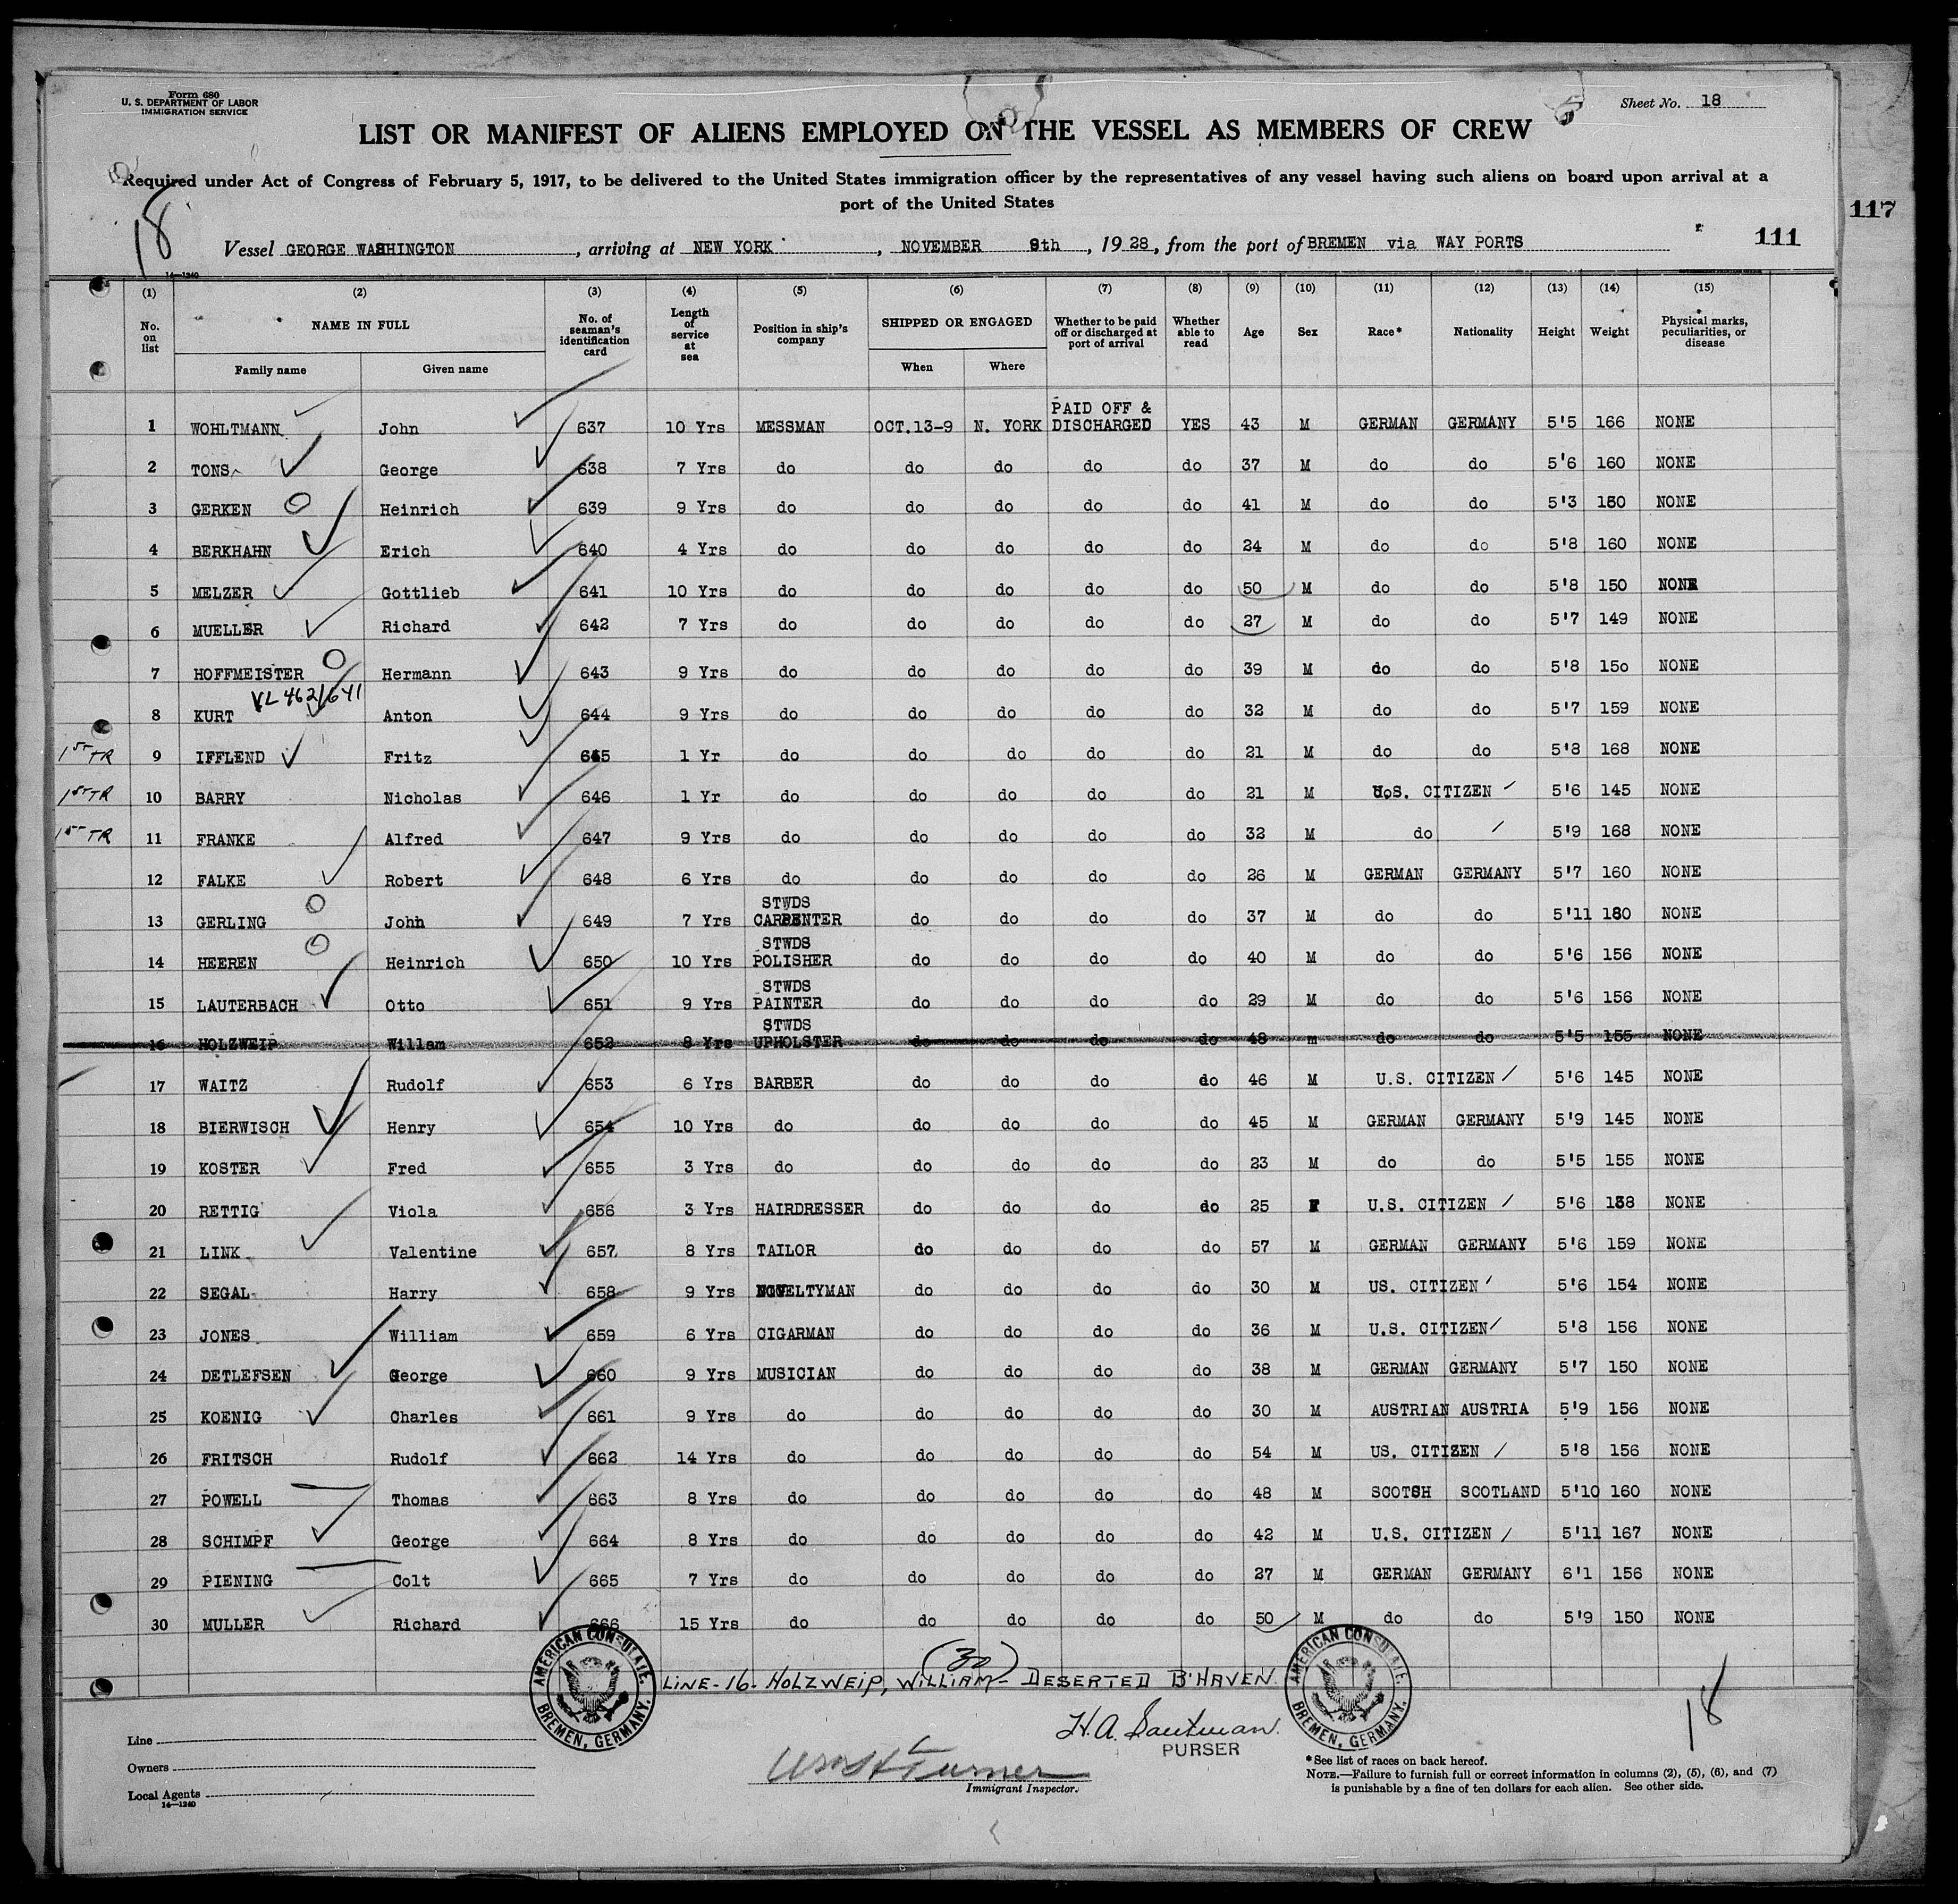 Form 680
U. S. DEPARTMENT OF LABOR
IMMIGRATION SERVICE
Sheet No. 18
LIST OR MANIFEST OF ALIENS EMPLOYED ON THE VESSEL AS MEMBERS OF CREW
Required under Act of Congress of February 5, 1917, to be delivered to the United States immigration officer by the representatives of any vessel having such aliens on board upon arrival at a
port of the United States
117
18
Vessel GEORGE WASHINGTON, arriving at NEW YORK, NOVEMBER 9th, 1928, from the port of BREMEN via WAY PORTS
111
14—1240
(1) (2) (3) (4) (5) (6) (7) (8) (9) (10) (11) (12) (13) (14) (15)
No. on list NAME IN FULL No. of seaman's identification card Length of service at sea Position in ship's company SHIPPED OR ENGAGED Whether to be paid off or discharged at port of arrival Whether able to read Age Sex Race* Nationality Height Weight Physical marks, peculiarities, or disease
Family name Given name When Where
1 WOHLTMANN John 637 10 Yrs MESSMAN OCT.13-9 N. YORK PAID OFF & DISCHARGED YES 43 M GERMAN GERMANY 5'5 166 NONE
2 TONS George 638 7 Yrs do do do do do 37 M do do 5'6 160 NONE
3 GERKEN Heinrich 639 9 Yrs do do do do do 41 M do do 5'3 150 NONE
4 BERKHAHN Erich 640 4 Yrs do do do do do 24 M do do 5'8 160 NONE
5 MELZER Gottlieb 641 10 Yrs do do do do do 50 M do do 5'8 150 NONE
6 MUELLER Richard 642 7 Yrs do do do do do 27 M do do 5'7 149 NONE
7 HOFFMEISTER Hermann 643 9 Yrs do do do do do 39 M do do 5'8 15o NONE
VL 462/641
8 KURT Anton 644 9 Yrs do do do do do 32 M do do 5'7 159 NONE
1ST TR 9 IFFLEND Fritz 645 1 Yr do do do do do 21 M do do 5'8 168 NONE
1ST TR 10 BARRY Nicholas 646 1 Yr do do do do do 21 M U.S. CITIZEN 5'6 145 NONE
1ST TR 11 FRANKE Alfred 647 9 Yrs do do do do do 32 M do 5'9 168 NONE
12 FALKE Robert 648 6 Yrs do do do do do 26 M GERMAN GERMANY 5'7 160 NONE
13 GERLING John 649 7 Yrs STWDS CARPENTER do do do do 37 M do do 5'11 180 NONE
14 HEEREN Heinrich 650 10 Yrs STWDS POLISHER do do do do 40 M do do 5'6 156 NONE
15 LAUTERBACH Otto 651 9 Yrs STWDS PAINTER do do do do 29 M do do 5'6 156 NONE
16 HOLZWEIP Willam 652 8 Yrs STWDS UPHOLSTER do do do do 48 m do do 5'5 155 NONE
17 WAITZ Rudolf 653 6 Yrs BARBER do do do do 46 M U.S. CITIZEN 5'6 145 NONE
18 BIERWISCH Henry 654 10 Yrs do do do do do 45 M GERMAN GERMANY 5'9 145 NONE
19 KOSTER Fred 655 3 Yrs do do do do do 23 M do do 5'5 155 NONE
20 RETTIG Viola 656 3 Yrs HAIRDRESSER do do do do 25 F U.S. CITIZEN 5'6 138 NONE
21 LINK Valentine 657 8 Yrs TAILOR do do do do 57 M GERMAN GERMANY 5'6 159 NONE
22 SEGAL Harry 658 9 Yrs NOVELTYMAN do do do do 30 M US. CITIZEN 5'6 154 NONE
23 JONES William 659 6 Yrs CIGARMAN do do do do 36 M U.S. CITIZEN 5'8 156 NONE
24 DETLEFSEN George 660 9 Yrs MUSICIAN do do do do 38 M GERMAN GERMANY 5'7 150 NONE
25 KOENIG Charles 661 9 Yrs do do do do do 30 M AUSTRIAN AUSTRIA 5'9 156 NONE
26 FRITSCH Rudolf 662 14 Yrs do do do do do 54 M US. CITIZEN 5'8 156 NONE
27 POWELL Thomas 663 8 Yrs do do do do do 48 M SCOTSH SCOTLAND 5'10 160 NONE
28 SCHIMPF George 664 8 Yrs do do do do do 42 M U.S. CITIZEN 5'11 167 NONE
29 PIENING Colt 665 7 Yrs do do do do do 27 M GERMAN GERMANY 6'1 156 NONE
30 MULLER Richard 666 15 Yrs do do do do do 50 M do do 5'9 150 NONE
(30)
AMERICAN CONSULATE. BREMEN, GERMANY.
LINE-16- HOLZWEIP, WILLIAM- DESERTED B'HAVEN.
AMERICAN CONSULATE. BREMEN, GERMANY.
18
H.A. Sautman.
PURSER
Line
Owners
Local Agents
14—1240
Wm H Turner
Immigrant Inspector.
*See list of races on back hereof.
NOTE.—Failure to furnish full or correct information in columns (2), (5), (6), and (7)
is punishable by a fine of ten dollars for each alien. See other side.